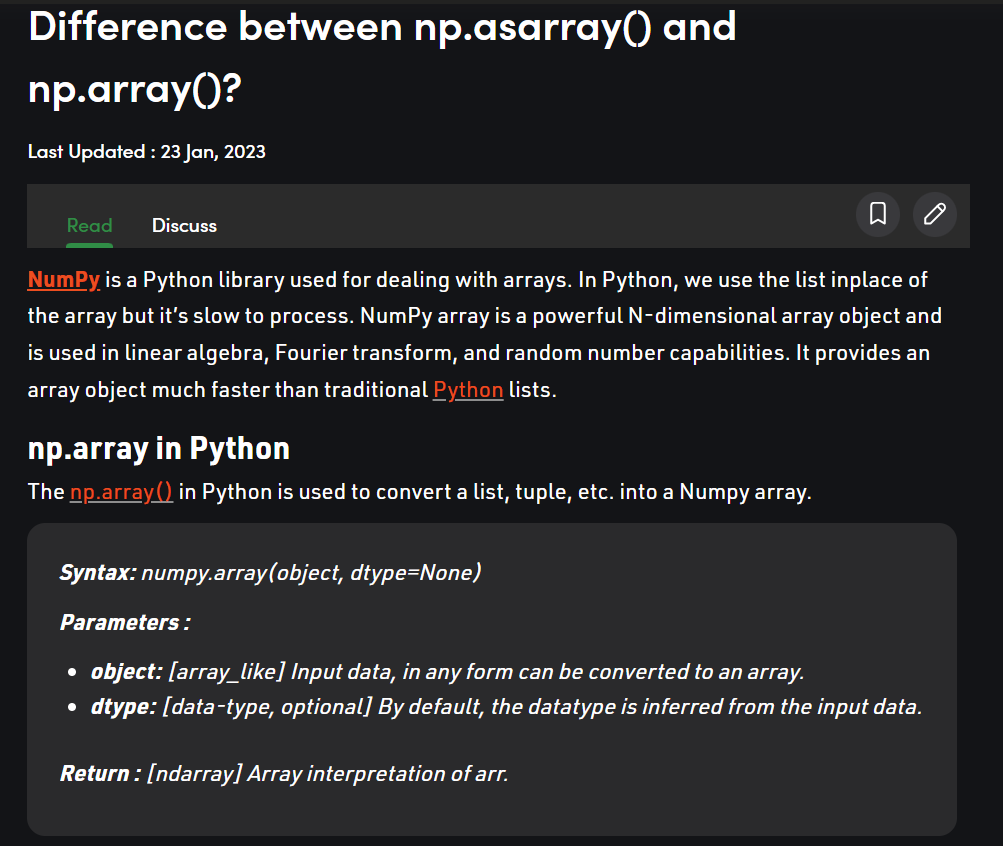 Difference between np.asarray() and
np.array()?
Last Updated : 23 Jan, 2023
Read Discuss
NumPy is a Python library used for dealing with arrays. In Python, we use the list inplace of
the array but it’s slow to process. NumPy array is a powerful N-dimensional array object and
is used in linear algebra, Fourier transform, and random number capabilities. It provides an
array object much faster than traditional Python lists.
np.array in Python
The np.array() in Python is used to convert a list, tuple, etc. into a Numpy array.
Syntax: numpy.array(object, dtype=None)
Parameters :
• object: [array_like] Input data, in any form can be converted to an array.
• dtype: [data-type, optional] By default, the datatype is inferred from the input data.
Return : [ndarray] Array interpretation of arr.